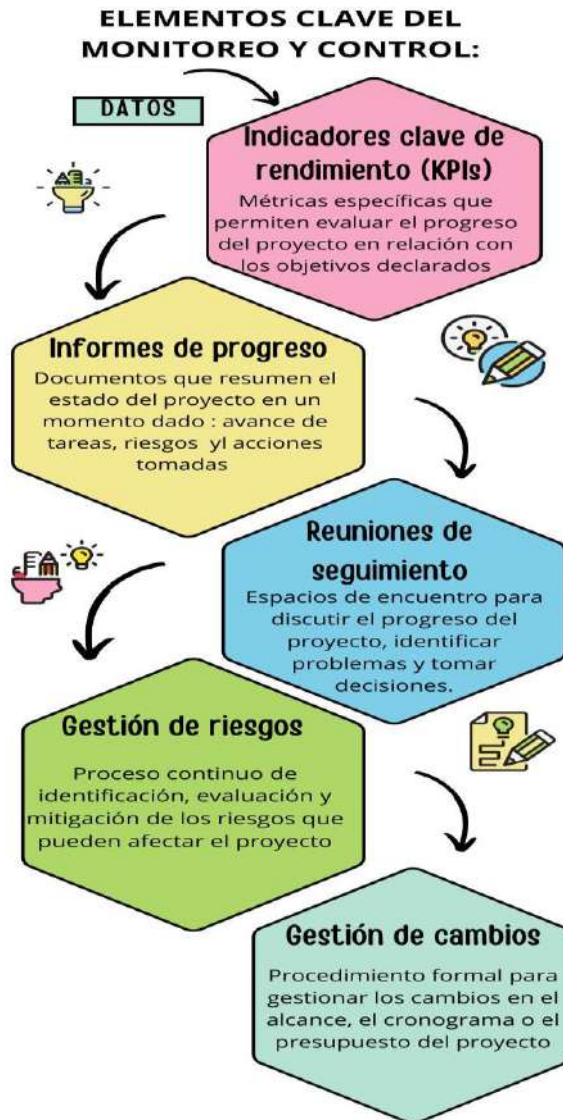 ELEMENTOS CLAVE DEL
MONITOREO Y CONTROL:
DATOS
Indicadores clave de
rendimiento (KPIs)
Métricas específicas que
permiten evaluar el progreso
del proyecto en relación con
los objetivos declarados
Informes de progreso
Documentos que resumen el
estado del proyecto en un
momento dado : avance de
tareas, riesgos yl acciones
tomadas
Reuniones de
seguimiento
Espacios de encuentro para
discutir el progreso del
proyecto, identificar
problemas y tomar
decisiones.
Gestión de riesgos
Proceso continuo de
identificación, evaluación y
mitigación de los riesgos que
pueden afectar el proyecto
Gestión de cambios
Procedimiento formal para
gestionar los cambios en el
alcance, el cronograma o el
presupuesto del proyecto